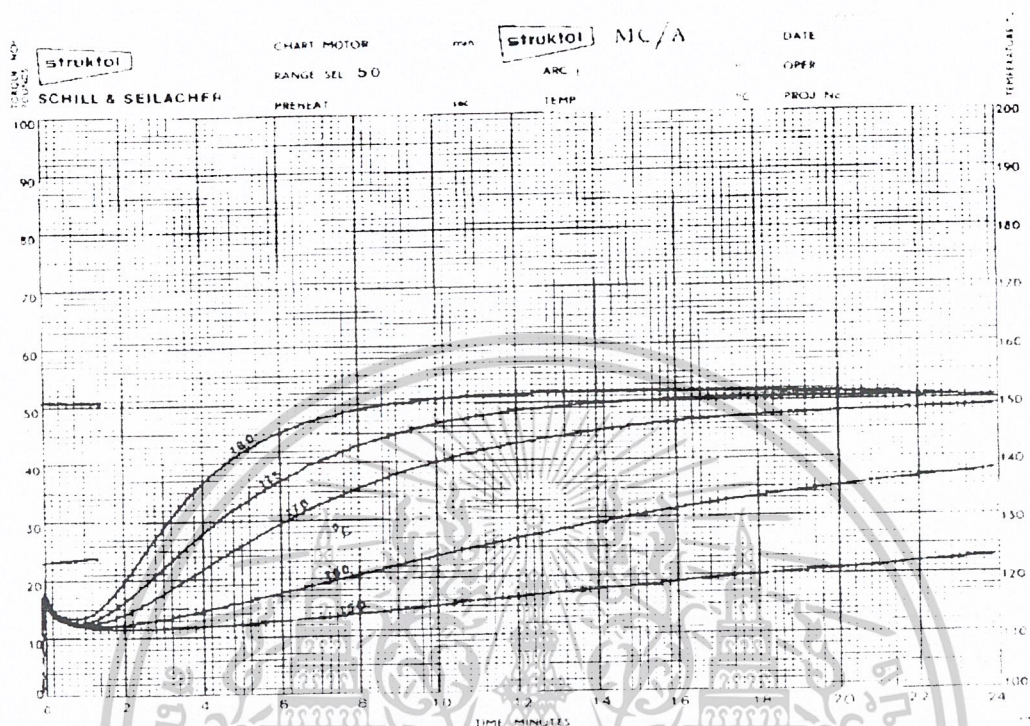 CHART MOTOR min struktol MC/A DATE
struktol RANGE SEL 50 ARC OPER
SCHILL & SEILACHER PREHEAT sec TEMP °C PROJ No
100 200
90 190
80 180
70 170
60 160
50 150
180
40 140
175
170
30 130
°C
20 160 120
150
10 110
0 100
0 2 4 6 8 10 12 14 16 18 20 22 24
TIME-MINUTES